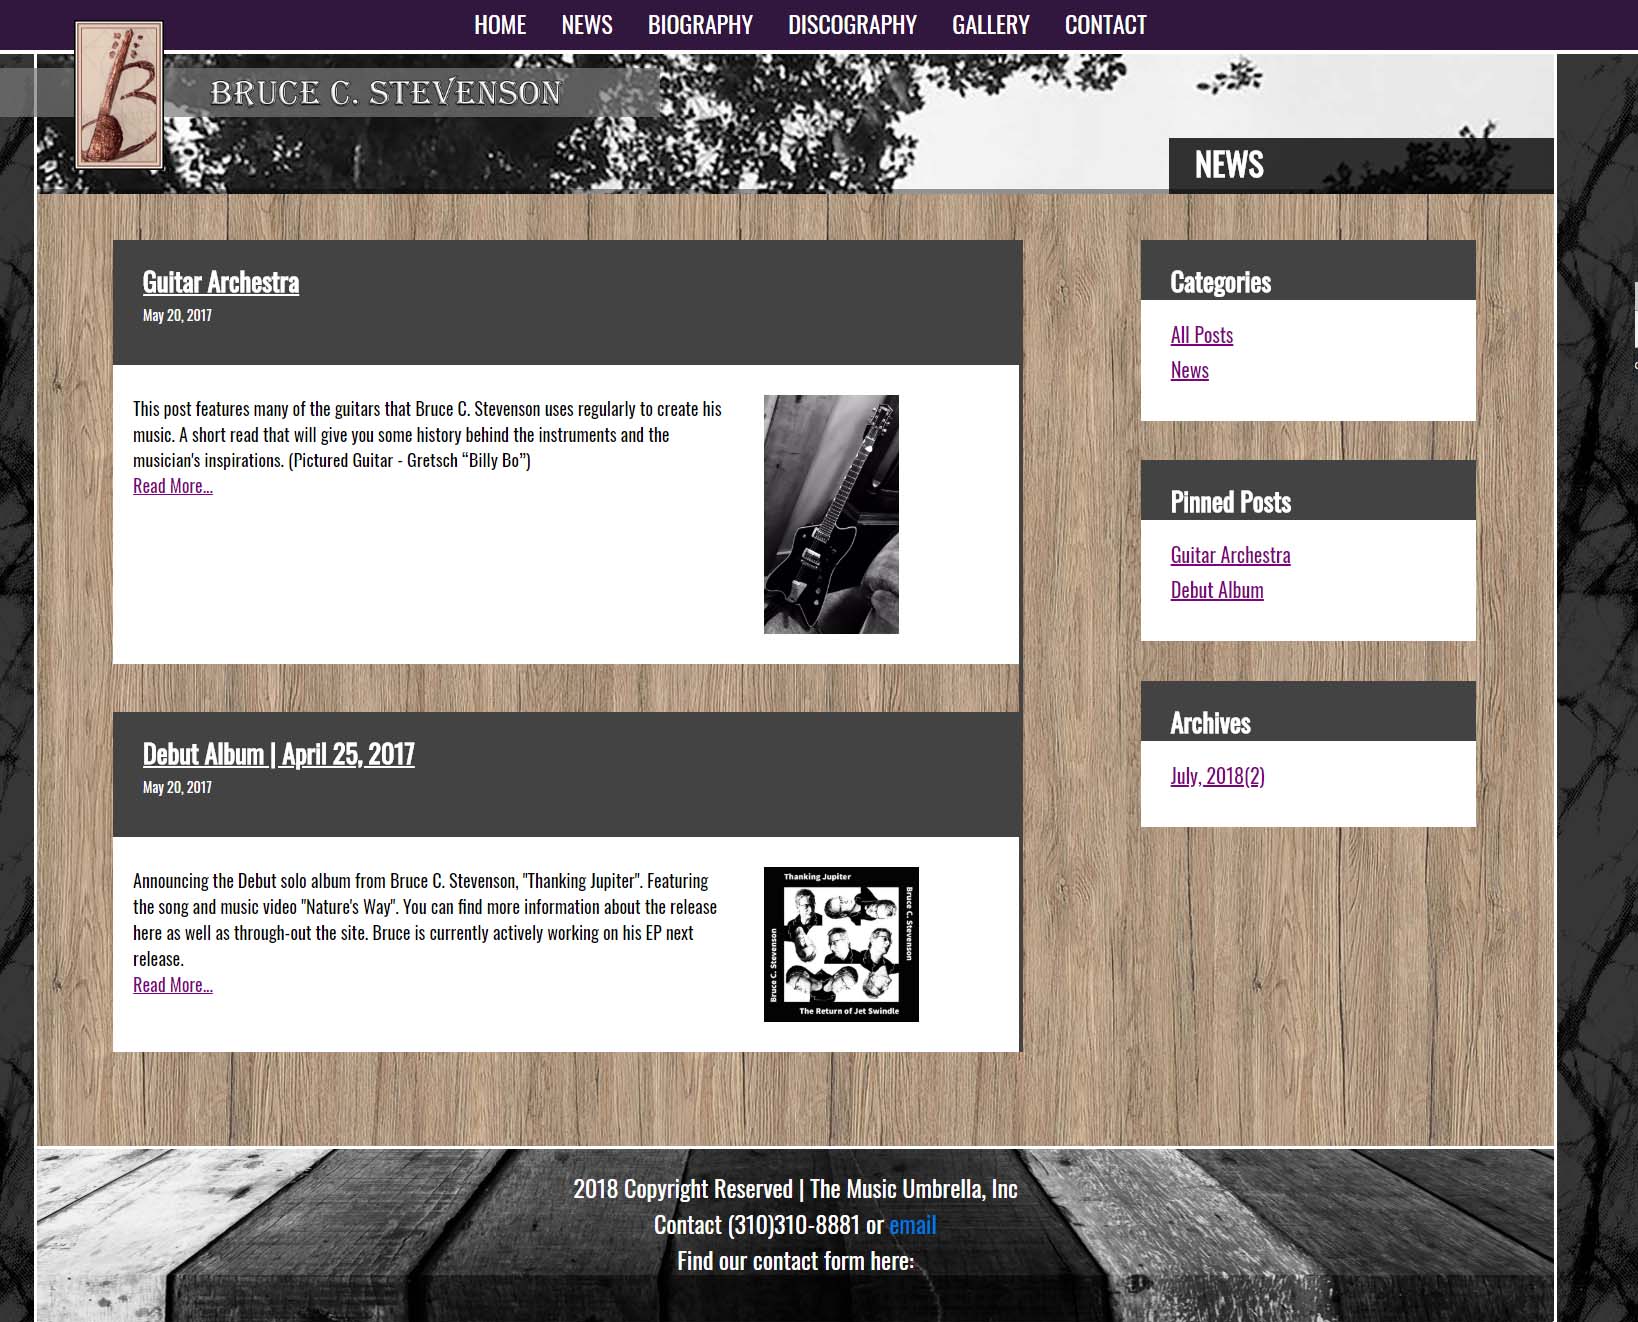 HOME NEWS BIOGRAPHY DISCOGRAPHY GALLERY CONTACT
BRUCE C. STEVENSON
NEWS
Guitar Archestra
May 20, 2017
This post features many of the guitars that Bruce C. Stevenson uses regularly to create his
music. A short read that will give you some history behind the instruments and the
musician's inspirations. (Pictured Guitar - Gretsch “Billy Bo”)
Read More...
Debut Album | April 25, 2017
May 20, 2017
Announcing the Debut solo album from Bruce C. Stevenson, "Thanking Jupiter". Featuring
the song and music video "Nature's Way". You can find more information about the release
here as well as through-out the site. Bruce is currently actively working on his EP next
release.
Read More...
Thanking Jupiter
Bruce C. Stevenson
Bruce C. Stevenson
The Return of Jet Swindle
Categories
All Posts
News
Pinned Posts
Guitar Archestra
Debut Album
Archives
July, 2018(2)
2018 Copyright Reserved | The Music Umbrella, Inc
Contact (310)310-8881 or email
Find our contact form here: